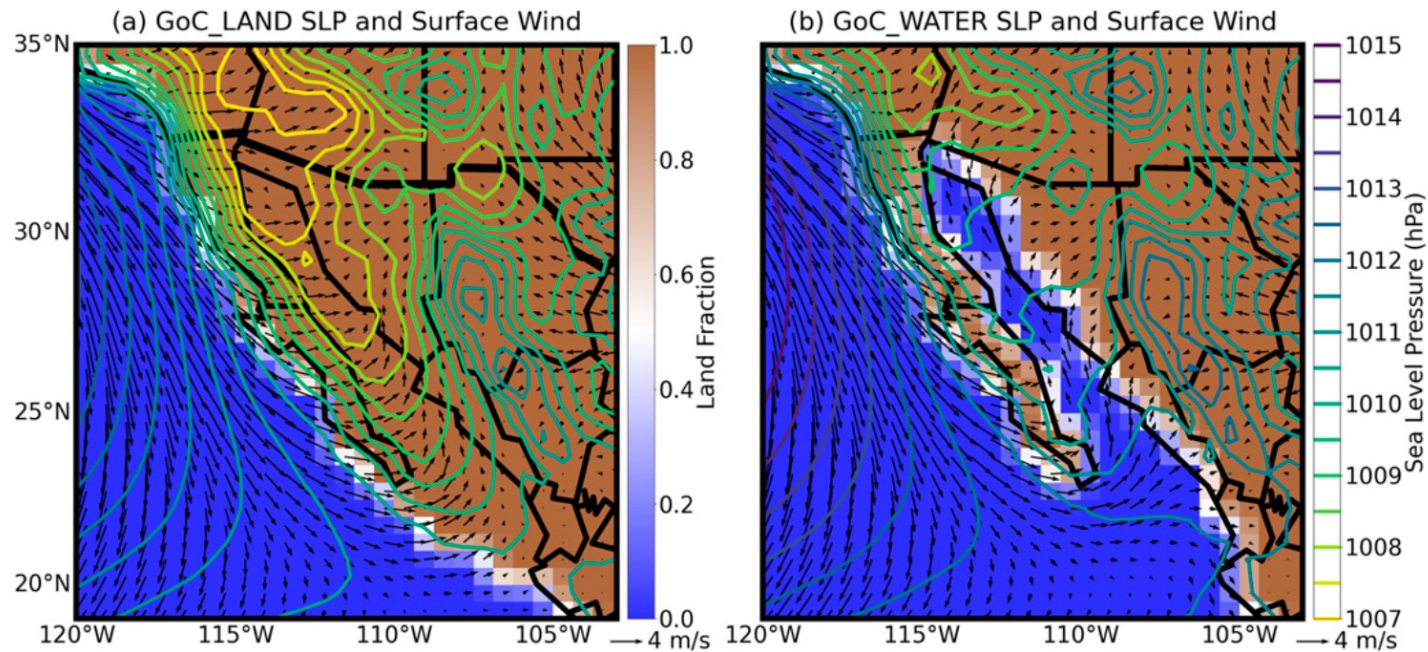 (a) GoC_LAND SLP and Surface Wind
35°N
30°N
25°N
20°N
120°W
115°W
110°W
105°W
4 m/s
1.0
0.8
0.6
0.4
0.2
0.0
Land Fraction
(b) GoC_WATER SLP and Surface Wind
120°W
115°W
110°W
105°W
4 m/s
1015
1014
1013
1012
1011
1010
1009
1008
1007
Sea Level Pressure (hPa)